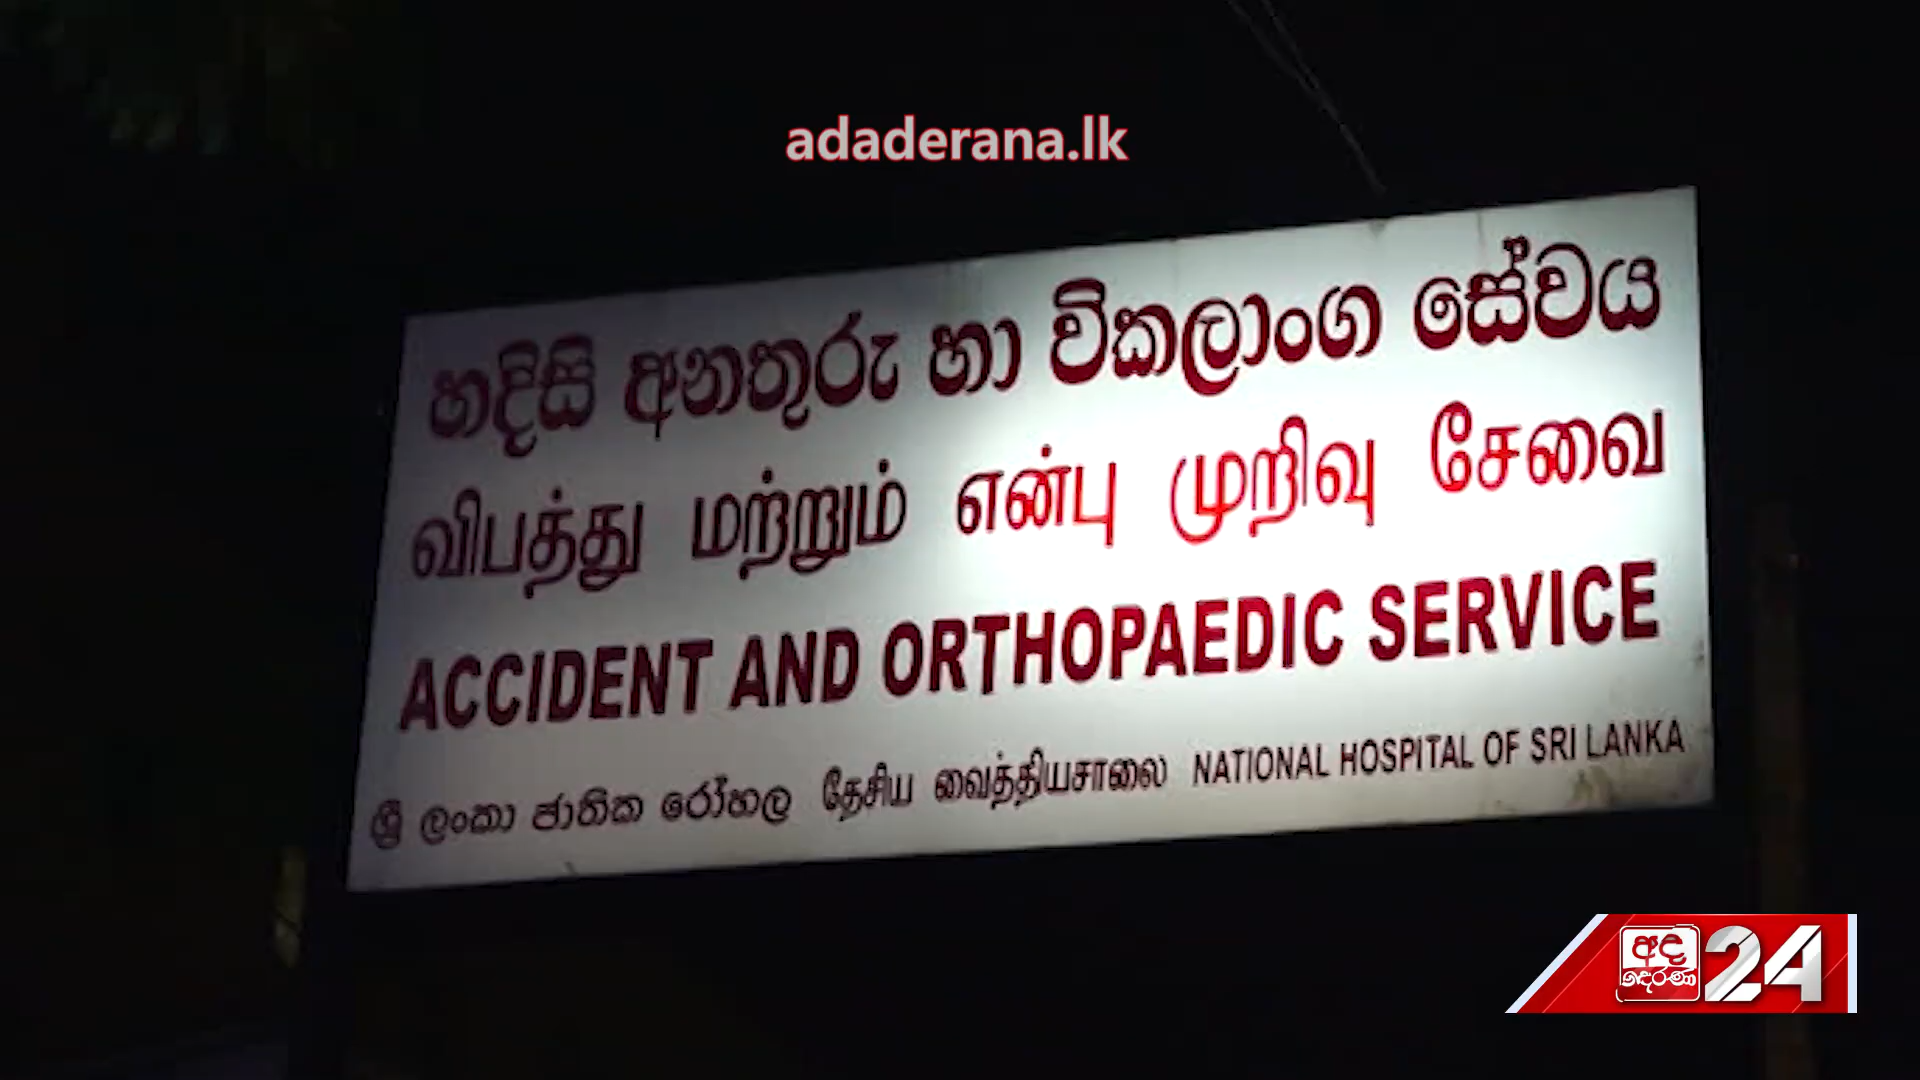 adaderana.lk
හදිසි අනතුරු හා විකලාංග සේවය
விபத்து மற்றும் என்பு முறிவு சேவை
ACCIDENT AND ORTHOPAEDIC SERVICE
ශ්‍රී ලංකා ජාතික රෝහල தேசிய வைத்தியசாலை NATIONAL HOSPITAL OF SRI LANKA
අද දෙරණ 24